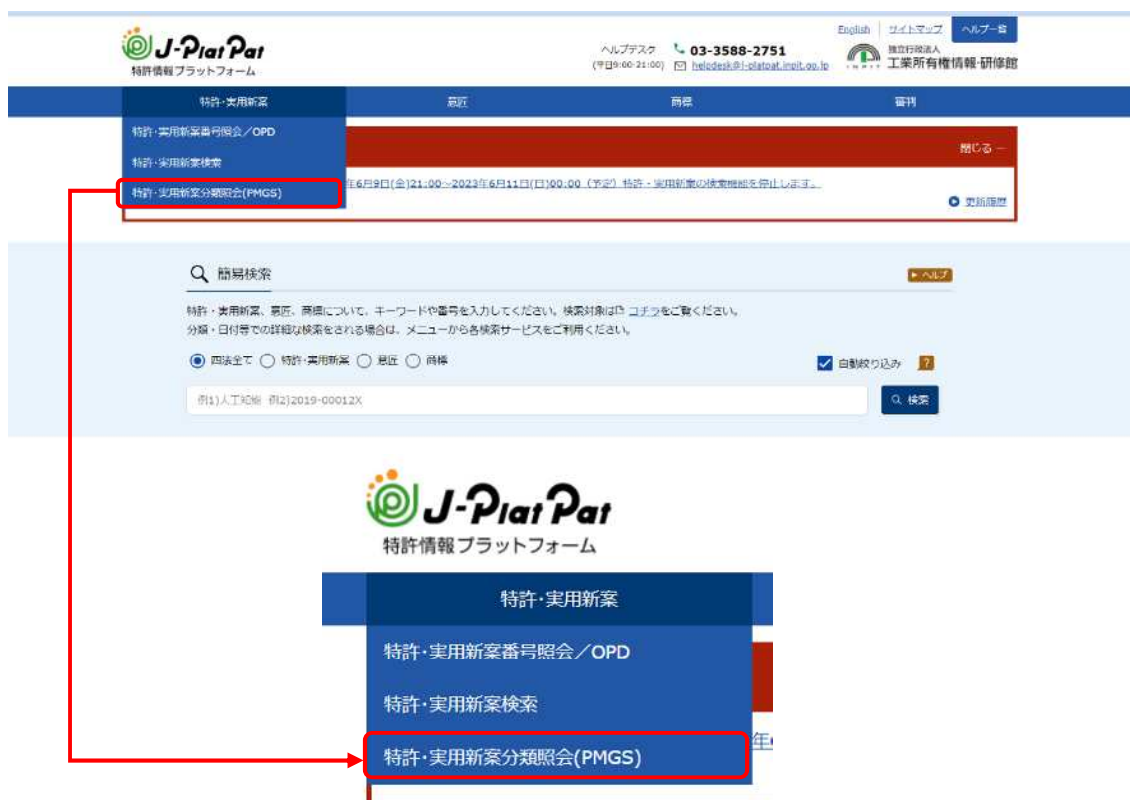 English サイトマップ ヘルプ一覧
J-PlatPat
特許情報プラットフォーム
ヘルプデスク 03-3588-2751
(平日9:00-21:00) helpdesk@j-platpat.inpit.go.jp
独立行政法人
工業所有権情報・研修館
特許・実用新案 意匠 商標 審判
特許・実用新案番号照会／OPD
特許・実用新案検索
特許・実用新案分類照会(PMGS)
閉じる －
年6月9日(金)21:00~2023年6月11日(日)00:00（予定）特許・実用新案の検索機能を停止します。
更新履歴
簡易検索
ヘルプ
特許・実用新案、意匠、商標について、キーワードや番号を入力してください。検索対象は コチラをご覧ください。
分類・日付等での詳細な検索をされる場合は、メニューから各検索サービスをご利用ください。
四法全て 特許・実用新案 意匠 商標
自動絞り込み ?
例1)人工知能 例2)2019-00012X
検索
J-PlatPat
特許情報プラットフォーム
特許・実用新案
特許・実用新案番号照会／OPD
特許・実用新案検索
特許・実用新案分類照会(PMGS)
年